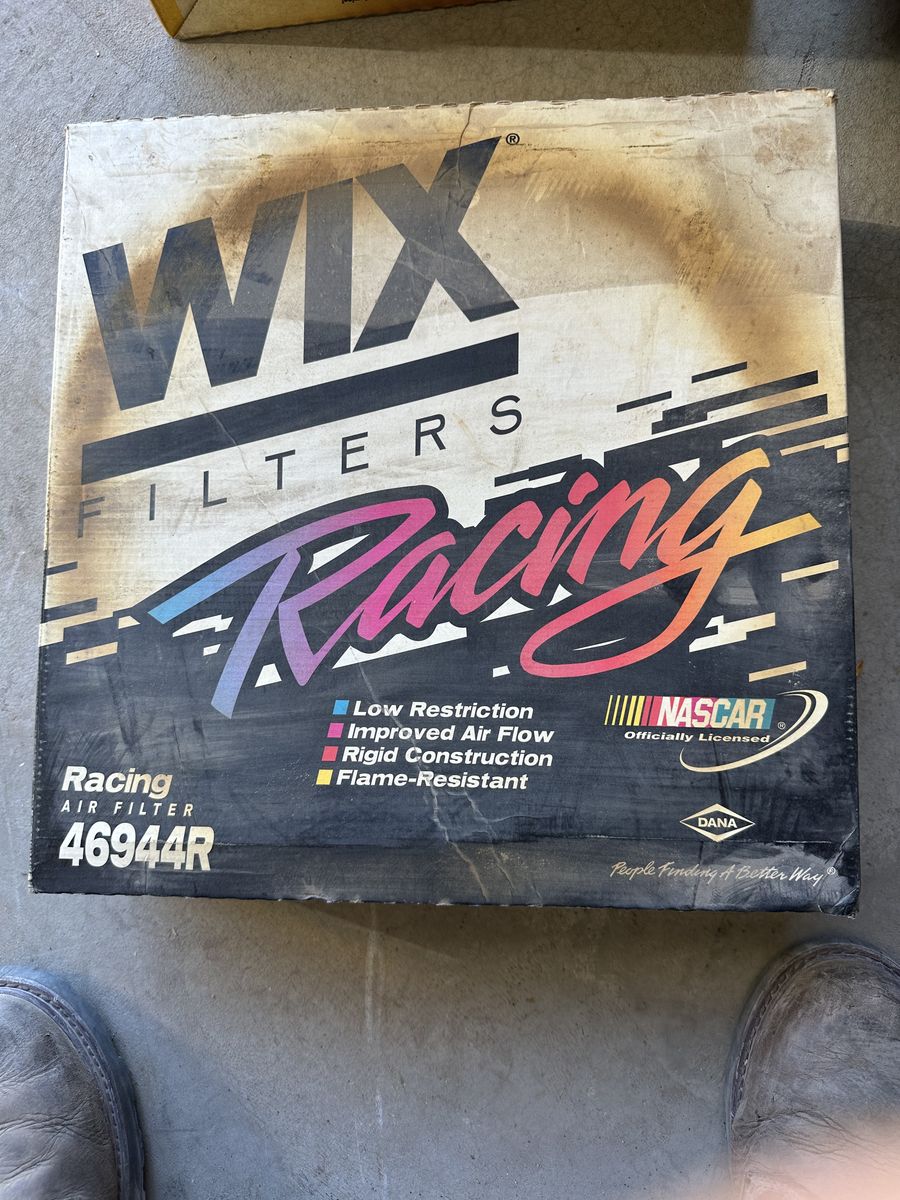 WIX®
FILTERS
Racing
Low Restriction
Improved Air Flow
Rigid Construction
Flame-Resistant
NASCAR®
Officially Licensed
Racing
AIR FILTER
46944R
DANA
People Finding A Better Way®